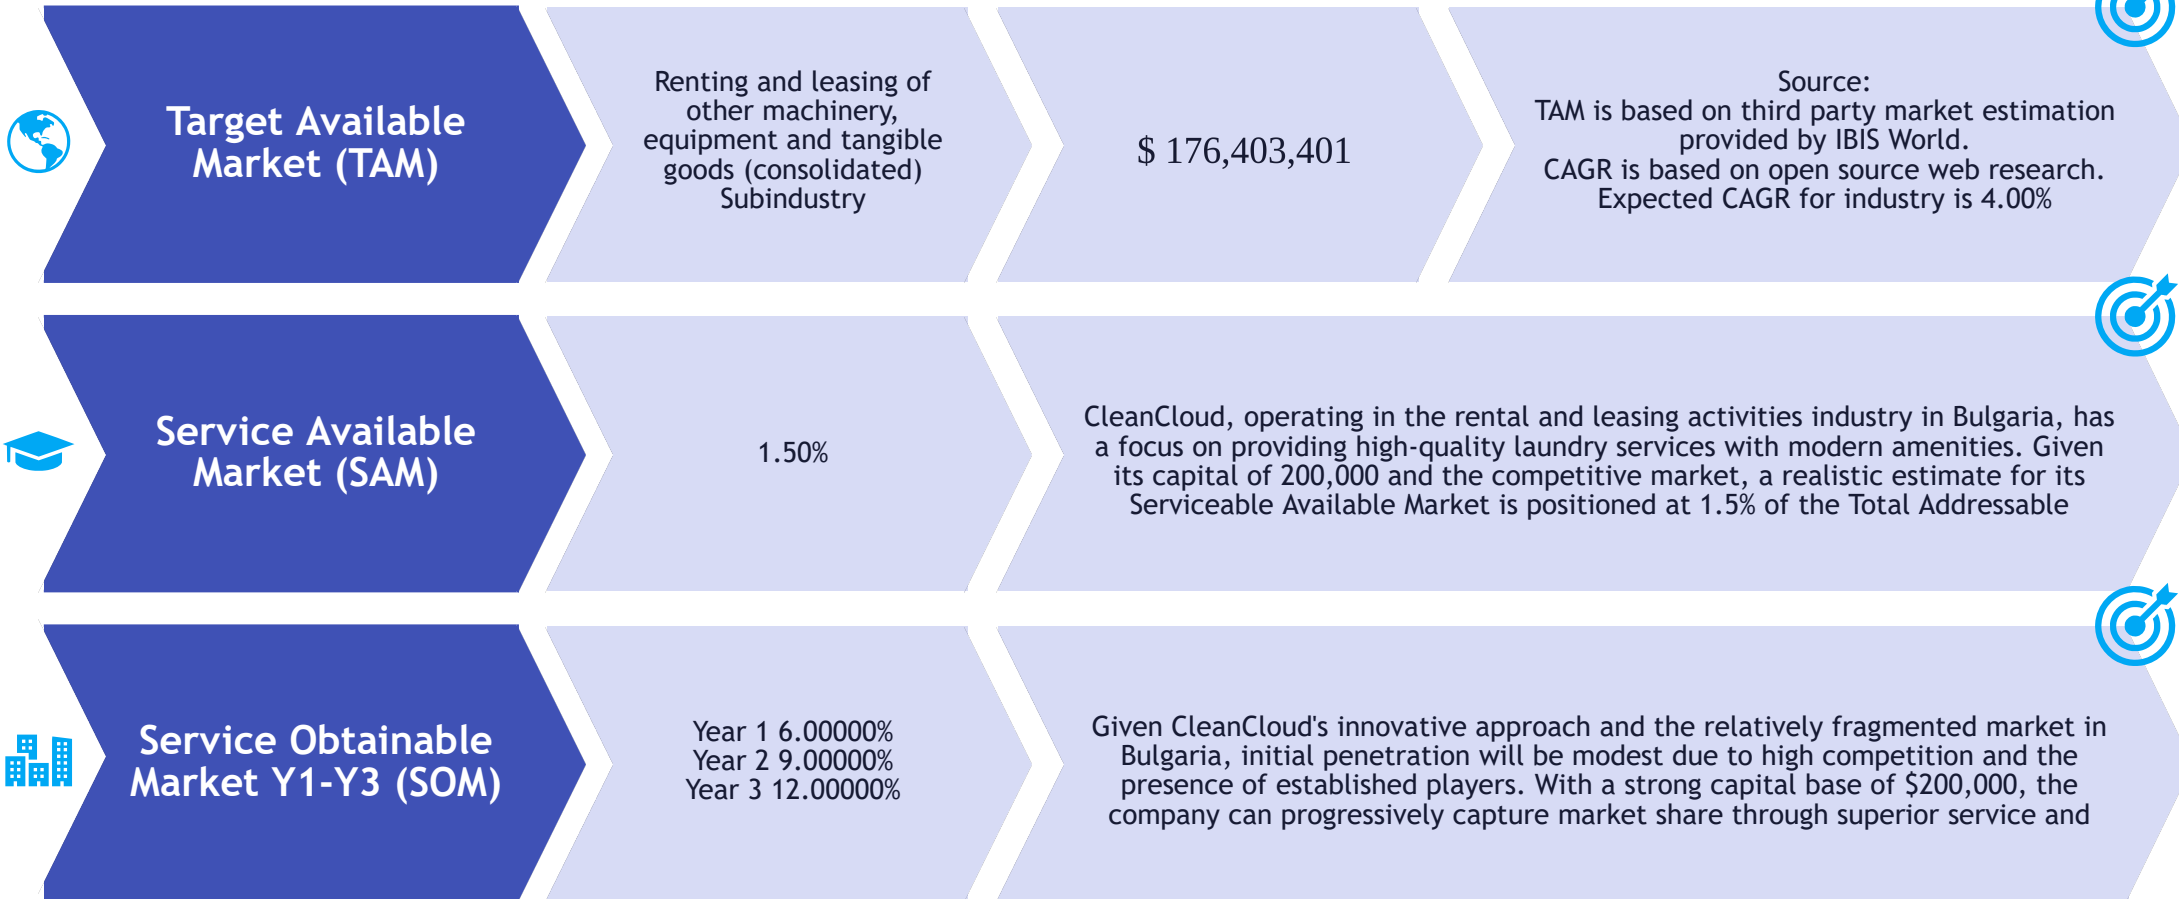 Target Available
Market (TAM)
Renting and leasing of
other machinery,
equipment and tangible
goods (consolidated)
Subindustry
$ 176,403,401
Source:
TAM is based on third party market estimation
provided by IBIS World.
CAGR is based on open source web research.
Expected CAGR for industry is 4.00%
Service Available
Market (SAM)
1.50%
CleanCloud, operating in the rental and leasing activities industry in Bulgaria, has
a focus on providing high-quality laundry services with modern amenities. Given
its capital of 200,000 and the competitive market, a realistic estimate for its
Serviceable Available Market is positioned at 1.5% of the Total Addressable
Service Obtainable
Market Y1-Y3 (SOM)
Year 1 6.00000%
Year 2 9.00000%
Year 3 12.00000%
Given CleanCloud's innovative approach and the relatively fragmented market in
Bulgaria, initial penetration will be modest due to high competition and the
presence of established players. With a strong capital base of $200,000, the
company can progressively capture market share through superior service and